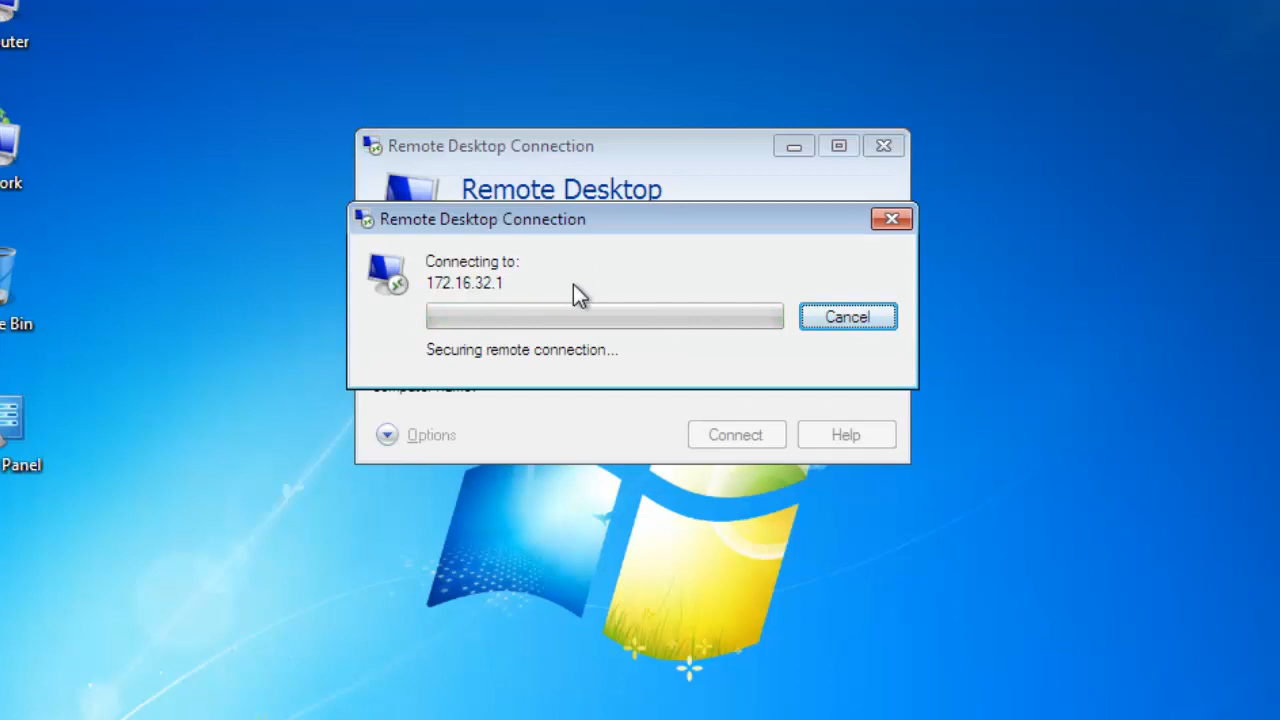 uter
ork
e Bin
Panel
Remote Desktop Connection
Remote Desktop
Remote Desktop Connection
Connecting to:
172.16.32.1
Cancel
Securing remote connection...
Options
Connect
Help